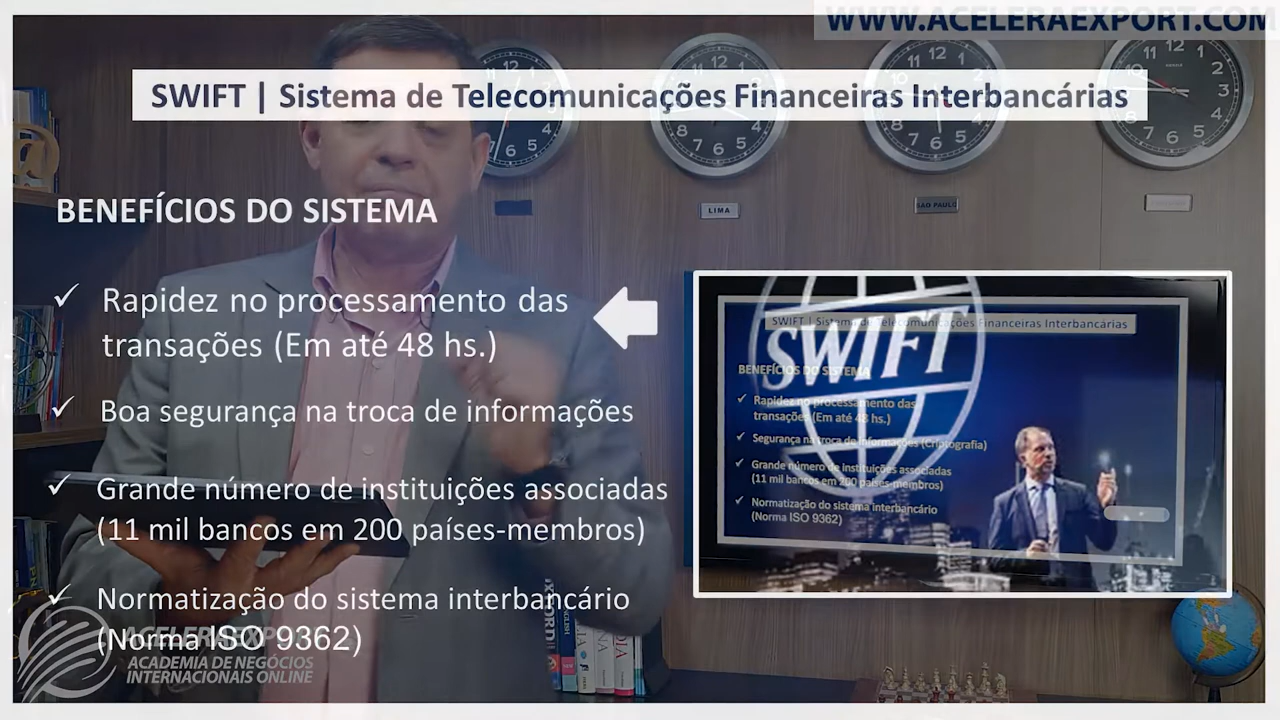 WWW.ACELERAEXPORT.COM
SWIFT | Sistema de Telecomunicações Financeiras Interbancárias
BENEFÍCIOS DO SISTEMA
✓ Rapidez no processamento das
transações (Em até 48 hs.)
✓ Boa segurança na troca de informações
✓ Grande número de instituições associadas
(11 mil bancos em 200 países-membros)
✓ Normatização do sistema interbancário
(Norma ISO 9362)
LIMA
SÃO PAULO
SWIFT | Sistema de Telecomunicações Financeiras Interbancárias
SWIFT
BENEFÍCIOS DO SISTEMA
✓ Rapidez no processamento das
transações (Em até 48 hs.)
✓ Segurança na troca de informações (Criptografia)
✓ Grande número de instituições associadas
(11 mil bancos em 200 países-membros)
✓ Normatização do sistema interbancário
(Norma ISO 9362)
ACELERAEXPORT
ACADEMIA DE NEGÓCIOS
INTERNACIONAIS ONLINE